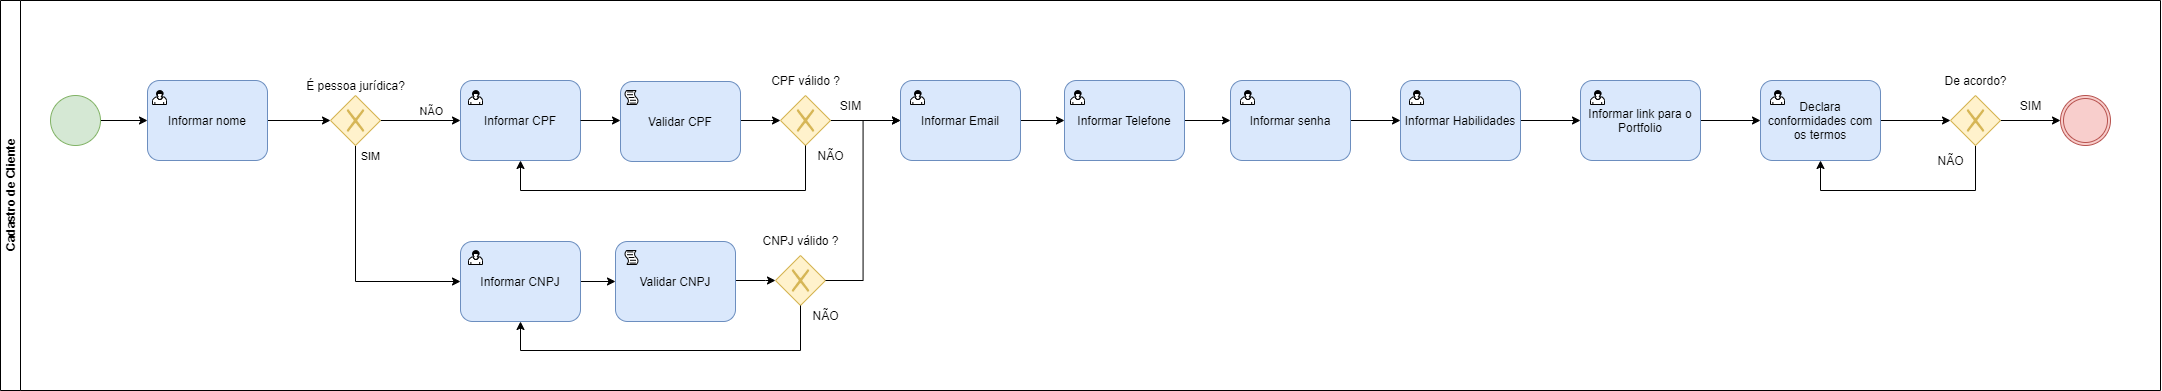 Cadastro de Cliente
Informar nome
É pessoa jurídica?
NÃO
SIM
Informar CPF
Validar CPF
CPF válido ?
SIM
NÃO
Informar CNPJ
Validar CNPJ
CNPJ válido ?
NÃO
Informar Email
Informar Telefone
Informar senha
Informar Habilidades
Informar link para o
Portfolio
Declara
conformidades com
os termos
De acordo?
SIM
NÃO